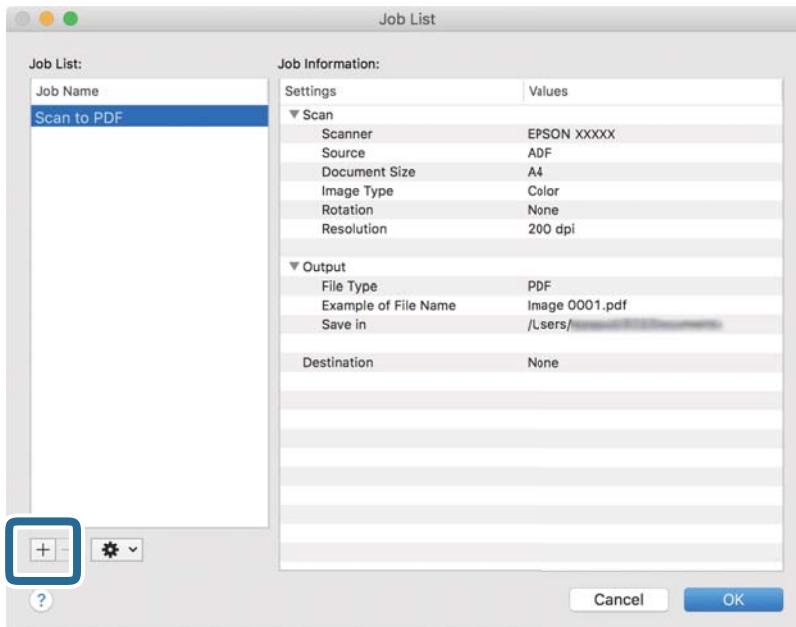 Job List
Job List:
Job Information:
Job Name
Settings Values
Scan to PDF
Scan
Scanner EPSON XXXXX
Source ADF
Document Size A4
Image Type Color
Rotation None
Resolution 200 dpi
Output
File Type PDF
Example of File Name Image 0001.pdf
Save in /Users/
Destination None
+ -
?
Cancel OK